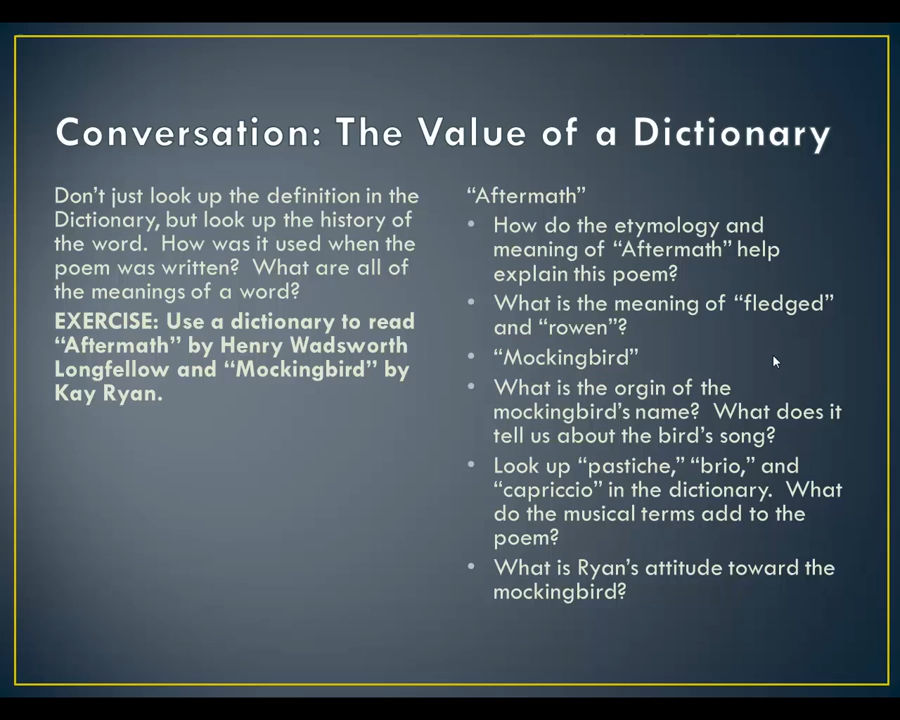 Conversation: The Value of a Dictionary
Don’t just look up the definition in the
Dictionary, but look up the history of
the word.  How was it used when the
poem was written?  What are all of
the meanings of a word?
EXERCISE: Use a dictionary to read
“Aftermath” by Henry Wadsworth
Longfellow and “Mockingbird” by
Kay Ryan.
“Aftermath”
• How do the etymology and
meaning of “Aftermath” help
explain this poem?
• What is the meaning of “fledged”
and “rowen”?
• “Mockingbird”
• What is the orgin of the
mockingbird’s name?  What does it
tell us about the bird’s song?
• Look up “pastiche,” “brio,” and
“capriccio” in the dictionary.  What
do the musical terms add to the
poem?
• What is Ryan’s attitude toward the
mockingbird?